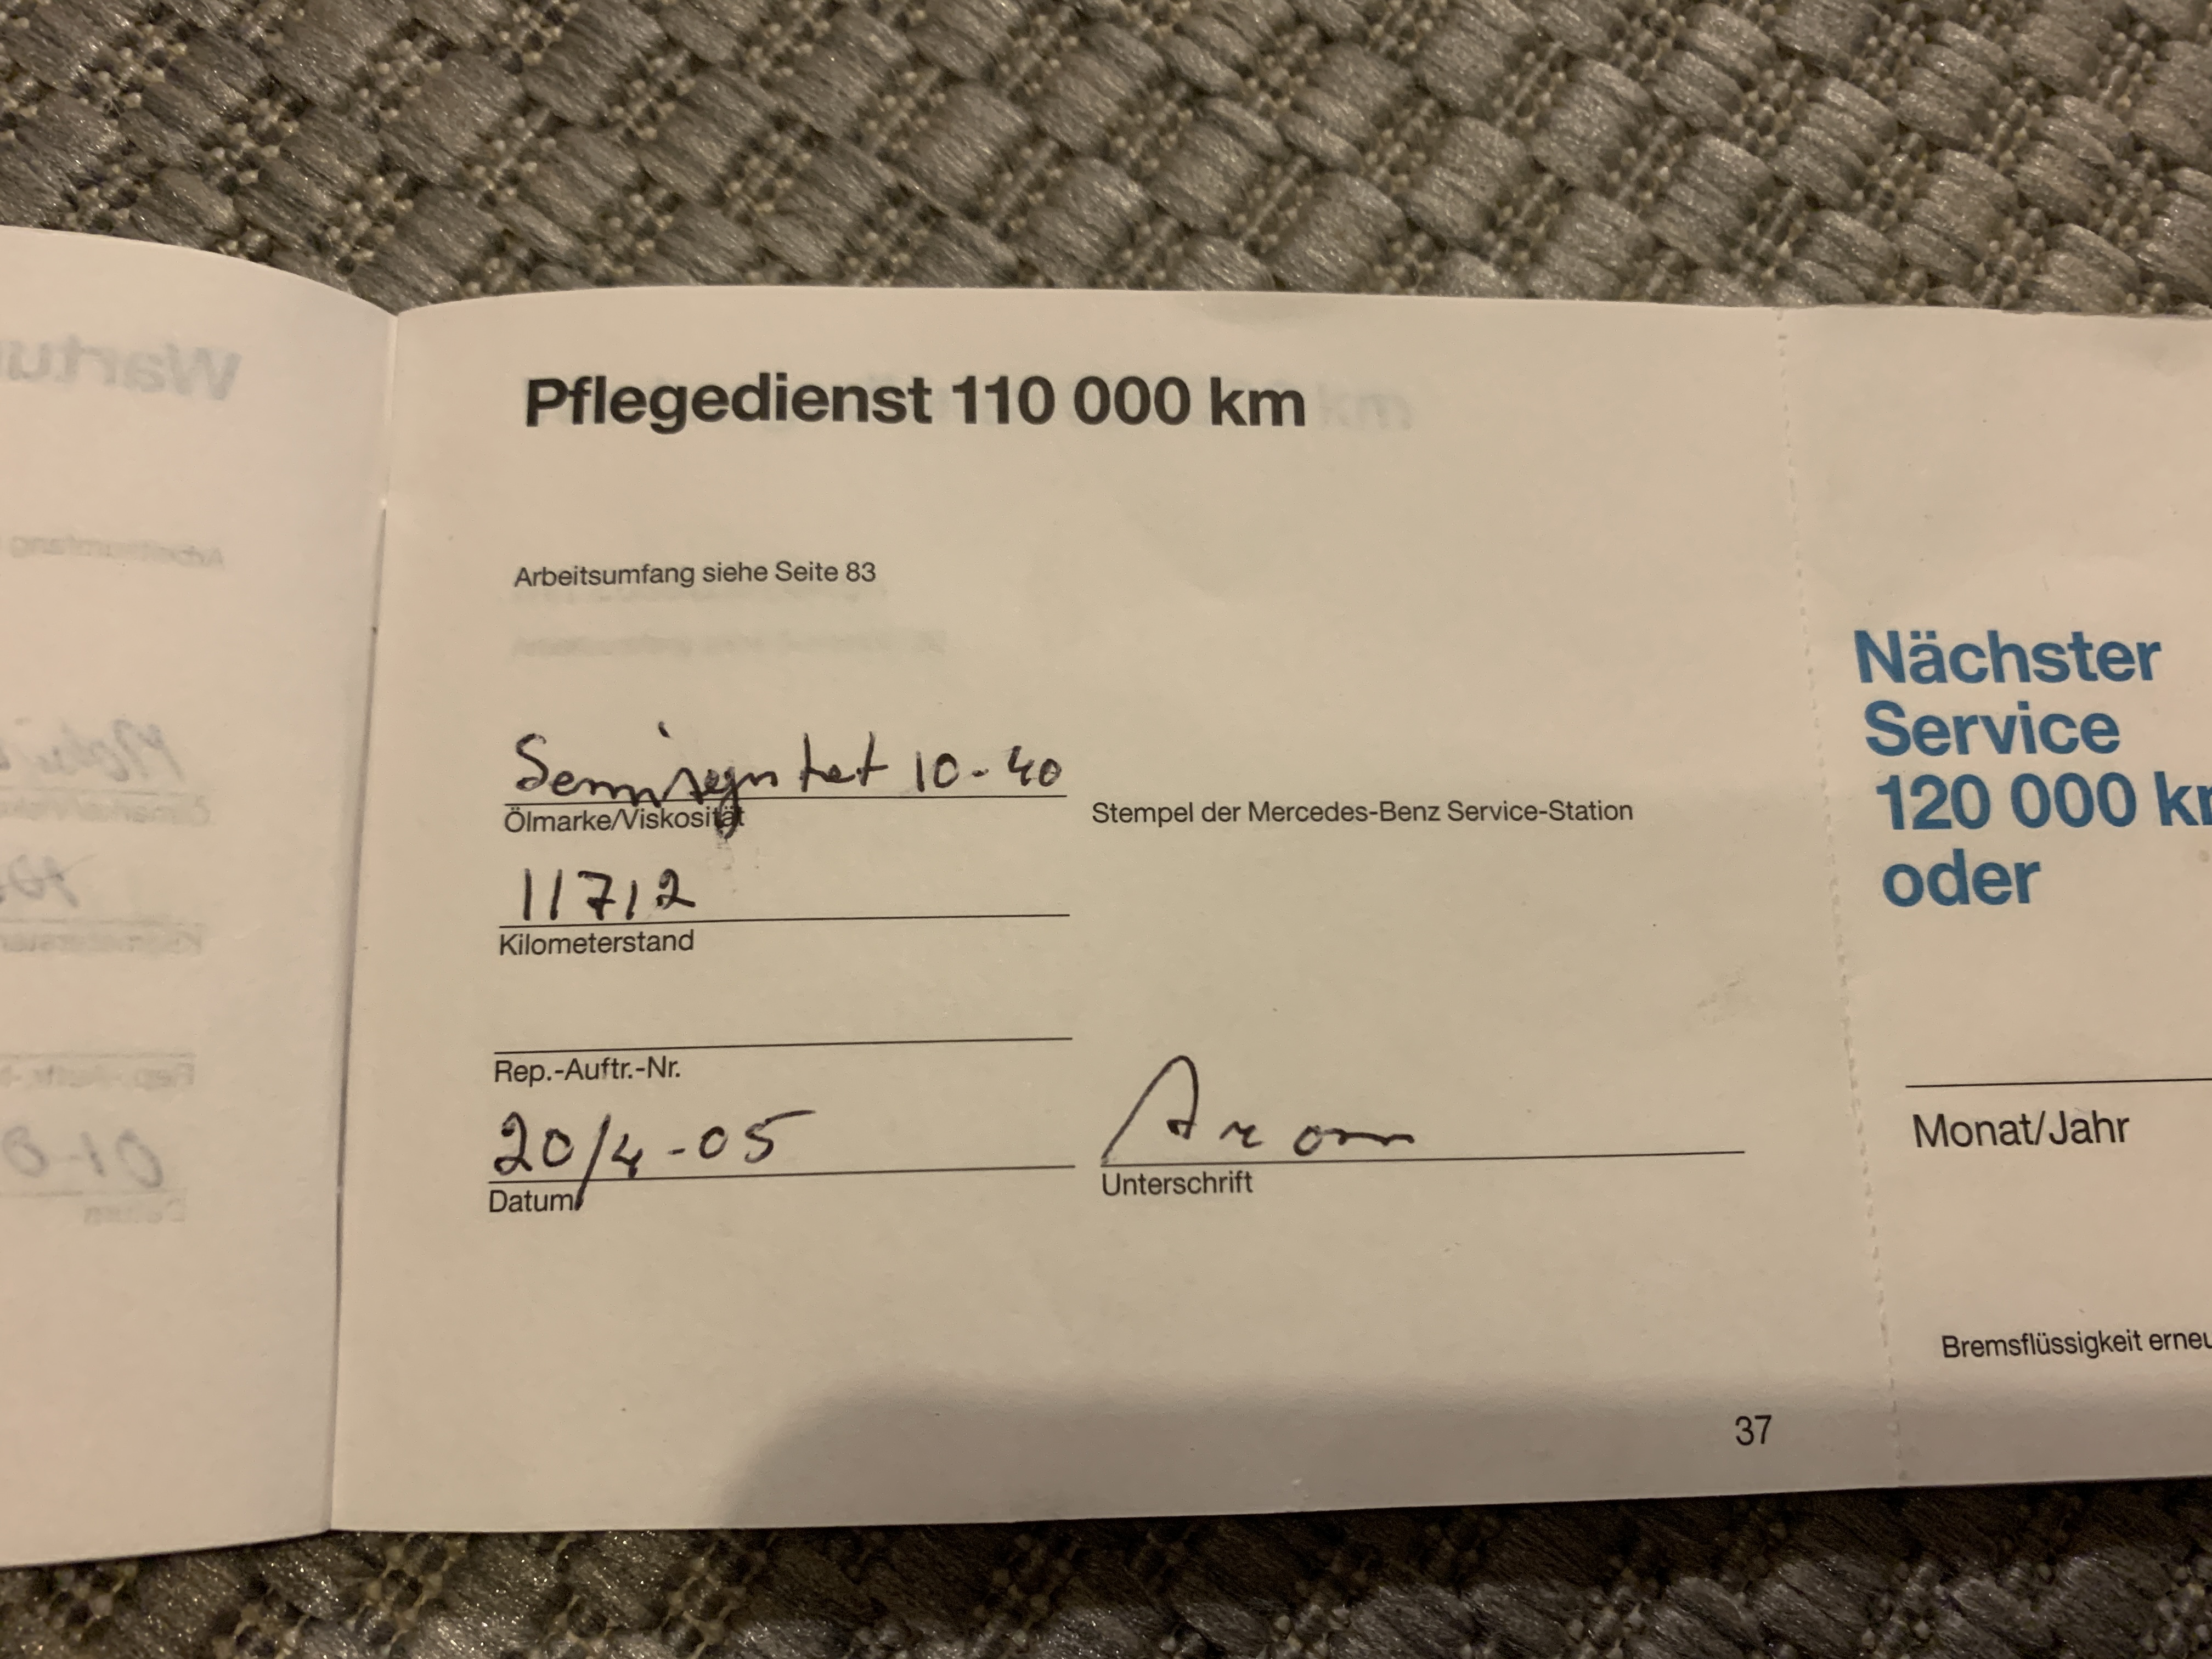 Pflegedienst 110 000 km
Arbeitsumfang siehe Seite 83
10-40
Ölmarke/Viskosität
Stempel der Mercedes-Benz Service-Station
11712
Kilometerstand
Rep.-Auftr.-Nr.
20/4-05
Datum
Unterschrift
37
Nächster
Service
120 000 km
oder
Monat/Jahr
Bremsflüssigkeit